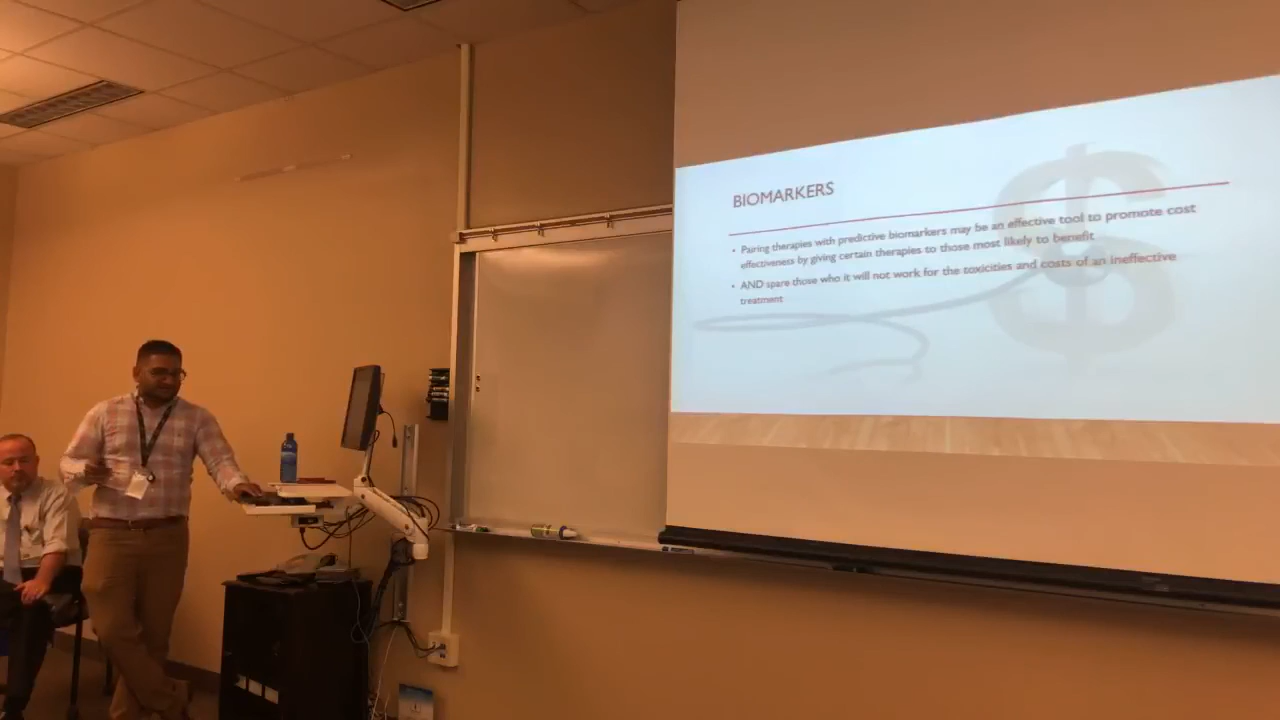 BIOMARKERS
• Pairing therapies with predictive biomarkers may be an effective tool to promote cost
effectiveness by giving certain therapies to those most likely to benefit
• AND spare those who it will not work for the toxicities and costs of an ineffective
treatment